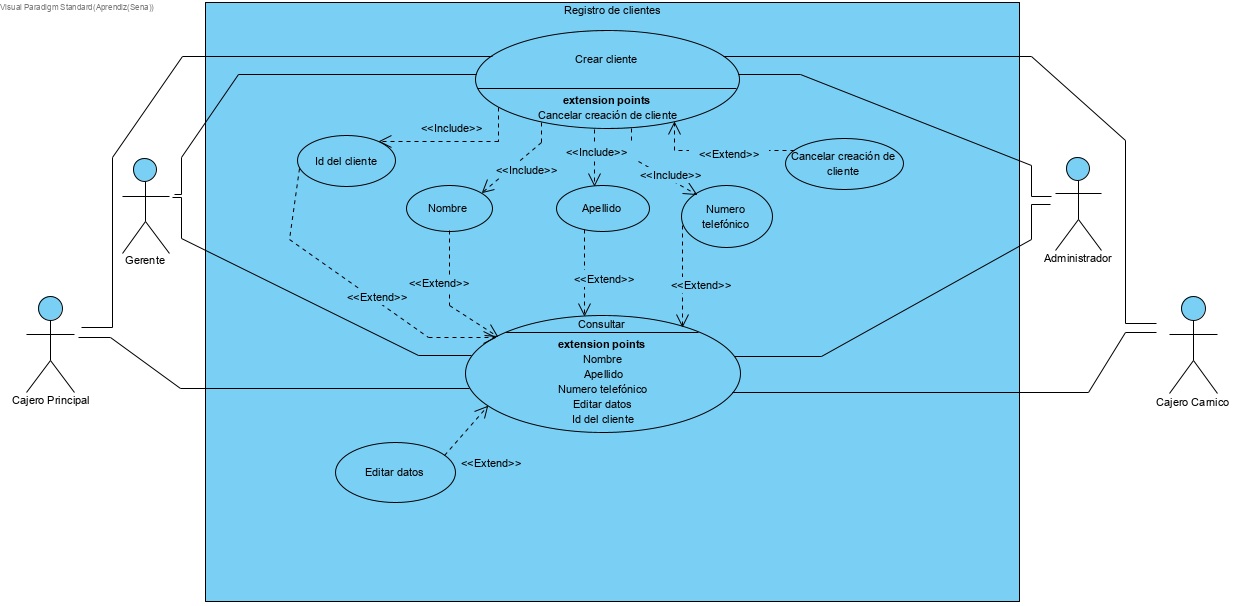 Visual Paradigm Standard(Aprendiz(Sena))
Registro de clientes
Crear cliente
extension points
Cancelar creación de cliente
<<Include>>
<<Include>>
<<Include>>
<<Include>>
<<Extend>>
Id del cliente
Cancelar creación de
cliente
Nombre
Apellido
Numero
telefónico
Gerente
Administrador
<<Extend>>
<<Extend>>
<<Extend>>
<<Extend>>
Consultar
extension points
Nombre
Apellido
Numero telefónico
Editar datos
Id del cliente
Cajero Principal
Cajero Carnico
Editar datos
<<Extend>>